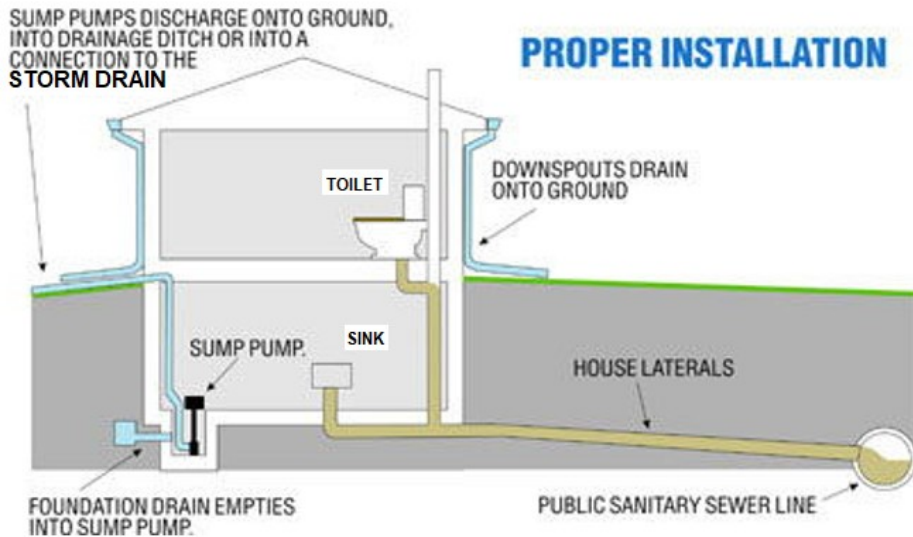 SUMP PUMPS DISCHARGE ONTO GROUND,
INTO DRAINAGE DITCH OR INTO A
CONNECTION TO THE
STORM DRAIN
PROPER INSTALLATION
TOILET
DOWNSPOUTS DRAIN
ONTO GROUND
SINK
SUMP PUMP.
HOUSE LATERALS
FOUNDATION DRAIN EMPTIES
INTO SUMP PUMP.
PUBLIC SANITARY SEWER LINE